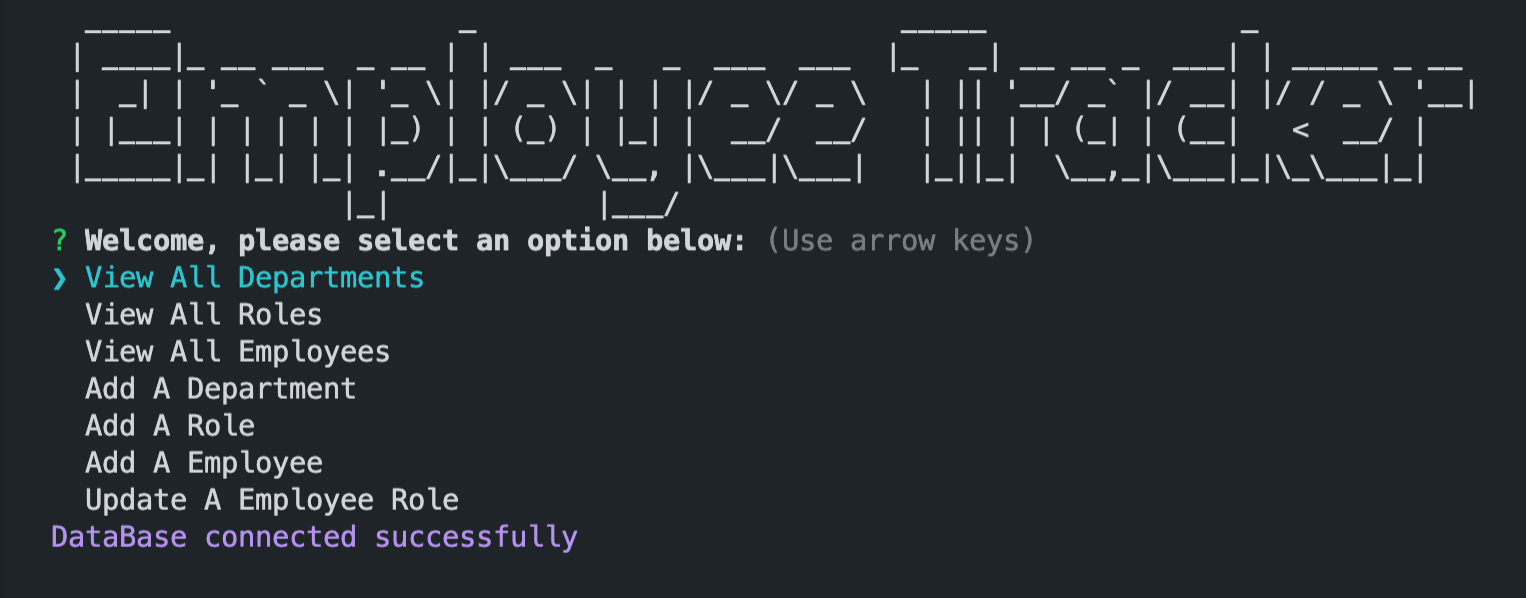 Employee Tracker
? Welcome, please select an option below: (Use arrow keys)
❯ View All Departments
View All Roles
View All Employees
Add A Department
Add A Role
Add A Employee
Update A Employee Role
DataBase connected successfully